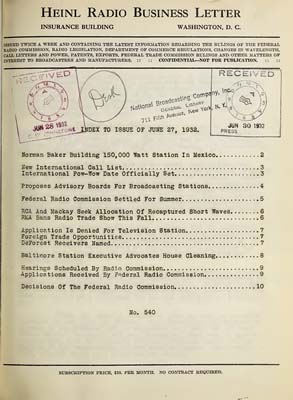 HEINL RADIO BUSINESS LETTER
INSURANCE BUILDING WASHINGTON, D. C.
ISSUED TWICE A WEEK AND CONTAINING THE LATEST INFORMATION REGARDING THE RULINGS OF THE FEDERAL
RADIO COMMISSION, RADIO LEGISLATION, DEPARTMENT OF COMMERCE REGULATIONS, CHANGES IN WAVELENGTH,
CALL LETTERS AND POWER, PATENTS, REPORTS, FEDERAL TRADE COMMISSION RULINGS AND OTHER MATTERS OF
INTEREST TO BROADCASTERS AND MANUFACTURERS. :: :: CONFIDENTIAL—NOT FOR PUBLICATION. :: ::
RECEIVED
JUN 28 1932
RECEIVED
JUN 30 1932
PRESS
National Broadcasting Company, Inc.
GENERAL LIBRARY
711 Fifth Avenue, New York, N. Y.
INDEX TO ISSUE OF JUNE 27, 1932.
Norman Baker Building 150,000 Watt Station In Mexico...........2
New International Call List....................................3
International Pow-Wow Date Officially Set......................3
Proposes Advisory Boards For Broadcasting Stations.............4
Federal Radio Commission Settled For Summer....................5
RCA And Mackay Seek Allocation Of Recaptured Short Waves.......6
RMA Bans Radio Trade Show This Fall............................6
Application Is Denied For Television Station...................7
Foreign Trade Opportunities....................................7
DeForest Receivers Named.......................................7
Baltimore Station Executive Advocates House Cleaning...........8
Hearings Scheduled By Radio Commission.........................9
Applications Received By Federal Radio Commission..............9
Decisions Of The Federal Radio Commission.....................10
No. 540
SUBSCRIPTION PRICE, $10. PER MONTH. NO CONTRACT REQUIRED.